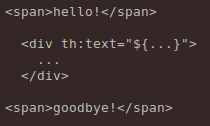 <span>hello!</span>
<div th:text="${...}">
...
</div>
<span>goodbye!</span>